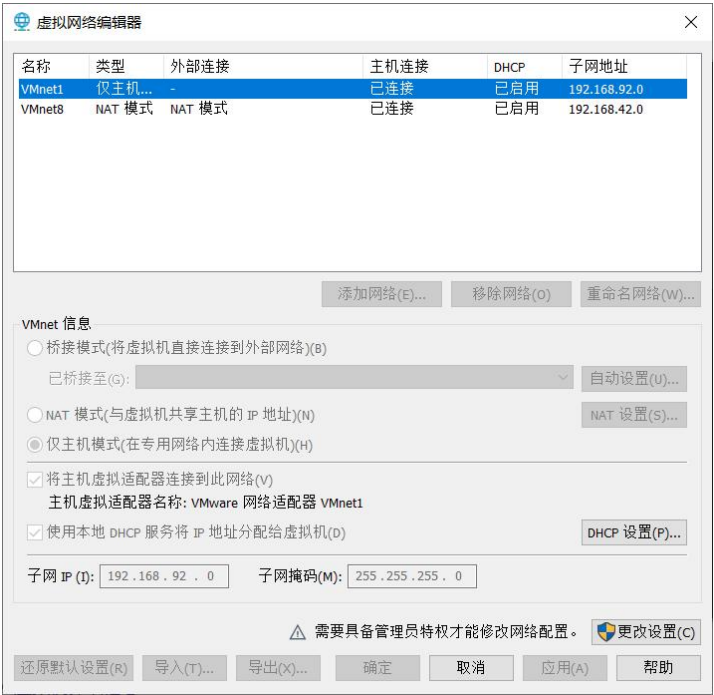 虚拟网络编辑器
名称 类型 外部连接 主机连接 DHCP 子网地址
VMnet1 仅主机... - 已连接 已启用 192.168.92.0
VMnet8 NAT 模式 NAT 模式 已连接 已启用 192.168.42.0
添加网络(E)... 移除网络(O) 重命名网络(W)...
VMnet 信息
桥接模式(将虚拟机直接连接到外部网络)(B)
已桥接至(G): 自动设置(U)...
NAT 模式(与虚拟机共享主机的 IP 地址)(N) NAT 设置(S)...
仅主机模式(在专用网络内连接虚拟机)(H)
将主机虚拟适配器连接到此网络(V)
主机虚拟适配器名称: VMware 网络适配器 VMnet1
使用本地 DHCP 服务将 IP 地址分配给虚拟机(D) DHCP 设置(P)...
子网 IP (I): 192.168.92.0 子网掩码(M): 255.255.255.0
需要具备管理员特权才能修改网络配置。 更改设置(C)
还原默认设置(R) 导入(T)... 导出(X)... 确定 取消 应用(A) 帮助